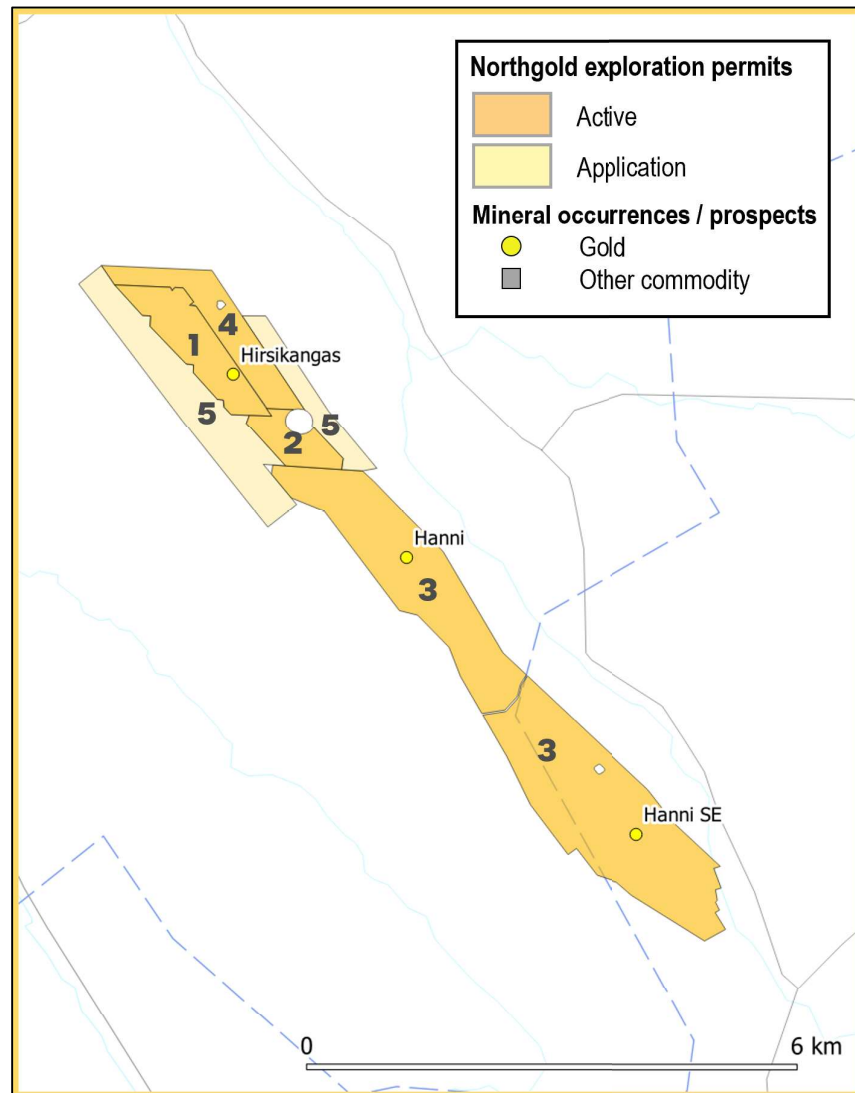 Northgold exploration permits
Active
Application
Mineral occurrences / prospects
Gold
Other commodity
4
1
Hirsikangas
5
5
2
Hanni
3
3
Hanni SE
0
6 km